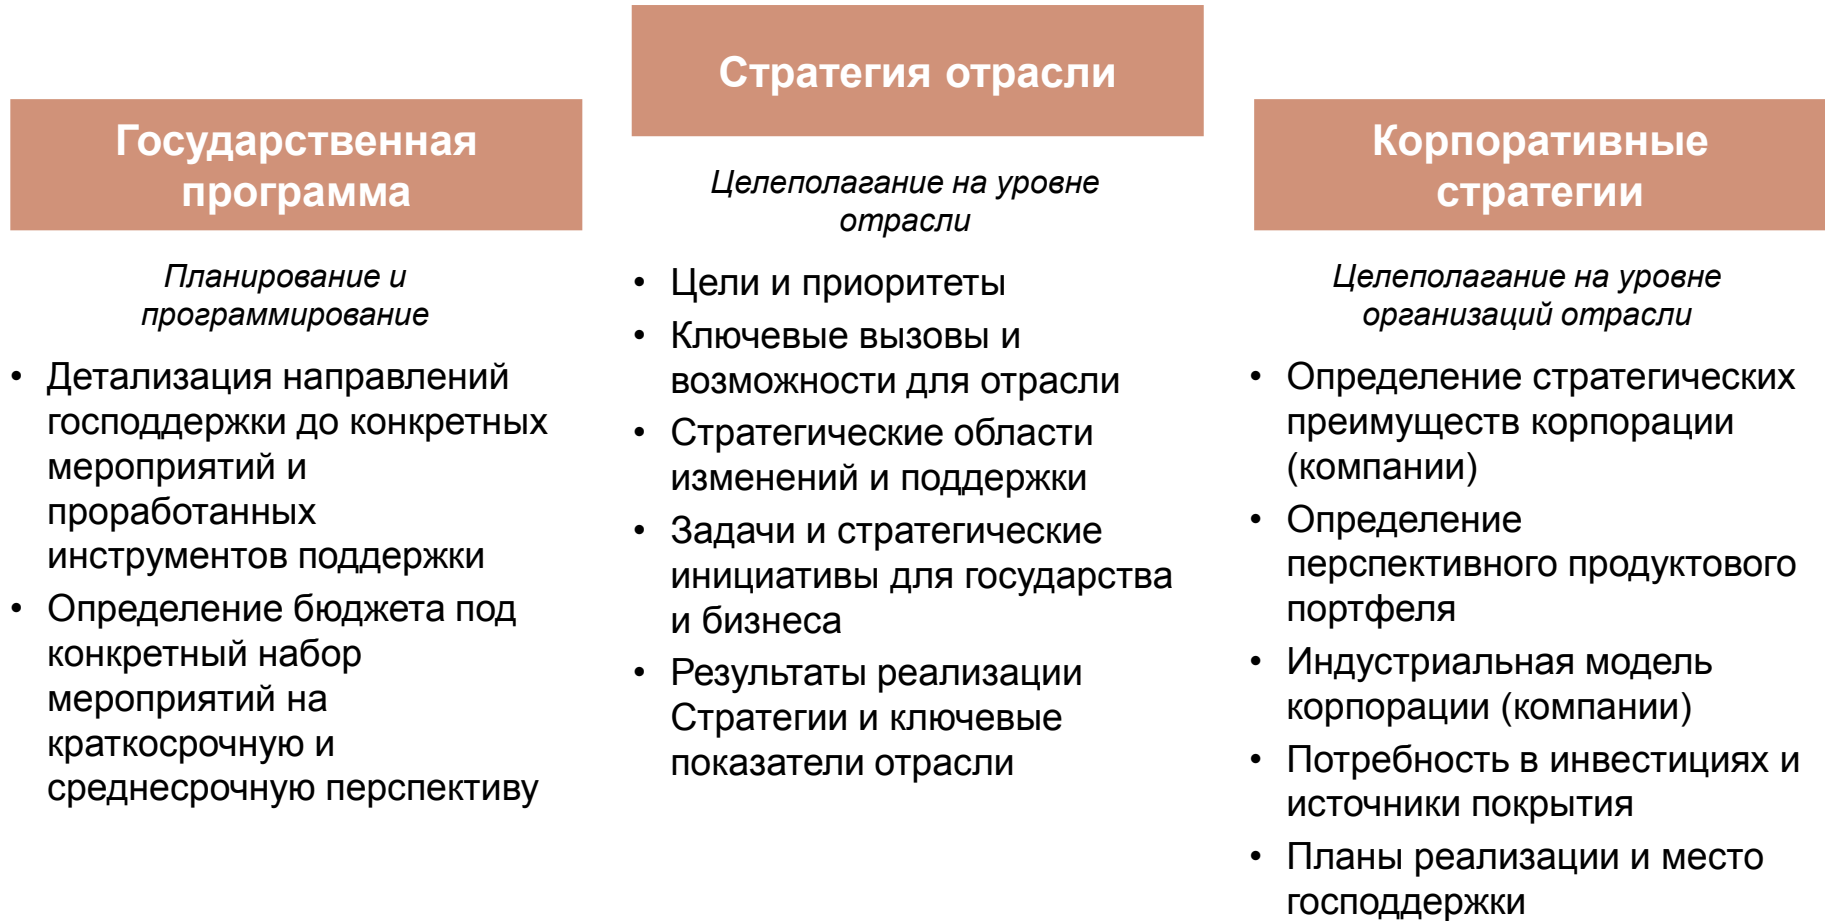 Государственная
программа
Планирование и
программирование
• Детализация направлений
господдержки до конкретных
мероприятий и
проработанных
инструментов поддержки
• Определение бюджета под
конкретный набор
мероприятий на
краткосрочную и
среднесрочную перспективу
Стратегия отрасли
Целеполагание на уровне
отрасли
• Цели и приоритеты
• Ключевые вызовы и
возможности для отрасли
• Стратегические области
изменений и поддержки
• Задачи и стратегические
инициативы для государства
и бизнеса
• Результаты реализации
Стратегии и ключевые
показатели отрасли
Корпоративные
стратегии
Целеполагание на уровне
организаций отрасли
• Определение стратегических
преимуществ корпорации
(компании)
• Определение
перспективного продуктового
портфеля
• Индустриальная модель
корпорации (компании)
• Потребность в инвестициях и
источники покрытия
• Планы реализации и место
господдержки